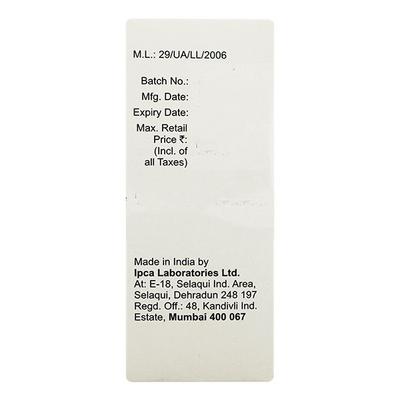 M.L.: 29/UA/LL/2006
Batch No.:
Mfg. Date:
Expiry Date:
Max. Retail
Price ₹:
(Incl. of
all Taxes)
Made in India by
Ipca Laboratories Ltd.
At: E-18, Selaqui Ind. Area,
Selaqui, Dehradun 248 197
Regd. Off.: 48, Kandivli Ind.
Estate, Mumbai 400 067